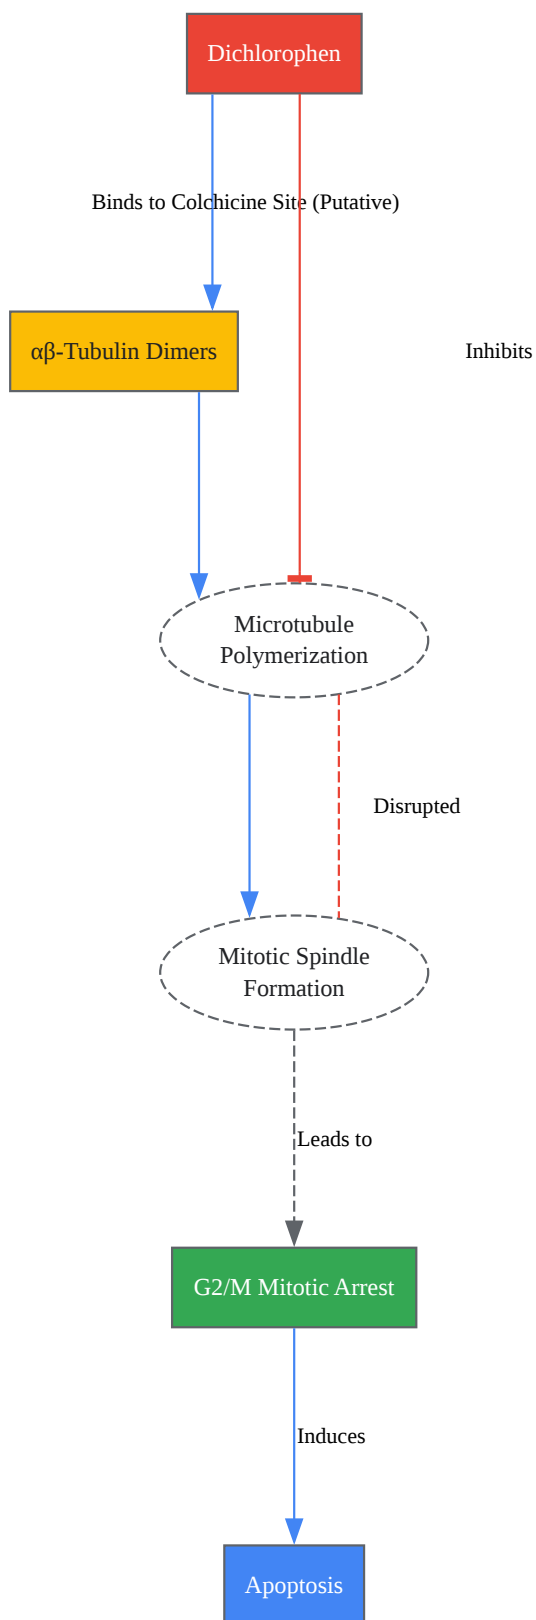 Dichlorophen
Binds to Colchicine Site (Putative)
αβ-Tubulin Dimers
Inhibits
Microtubule
Polymerization
Disrupted
Mitotic Spindle
Formation
Leads to
G2/M Mitotic Arrest
Induces
Apoptosis